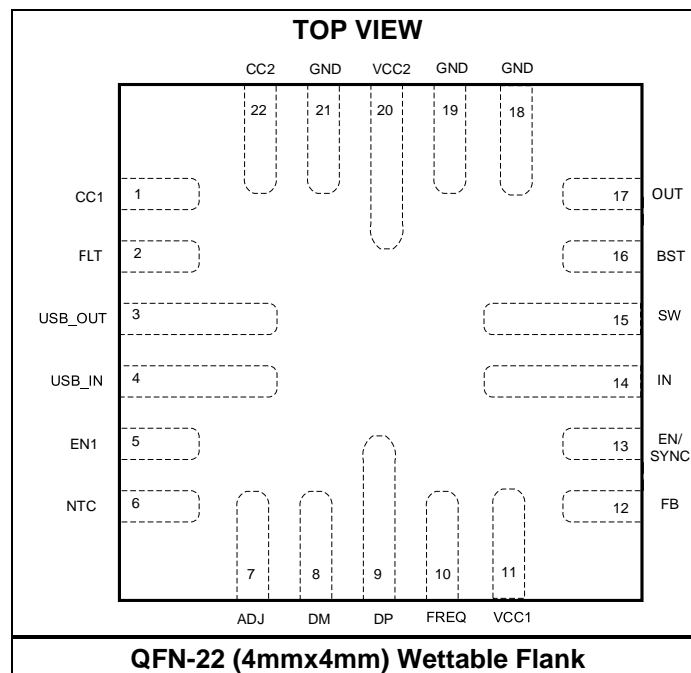 TOP VIEW
CC2 GND VCC2 GND GND
22 21 20 19 18
CC1 1 17 OUT
FLT 2 16 BST
USB_OUT 3 15 SW
USB_IN 4 14 IN
EN1 5 13 EN/
SYNC
NTC 6 12 FB
7 8 9 10 11
ADJ DM DP FREQ VCC1
QFN-22 (4mmx4mm) Wettable Flank